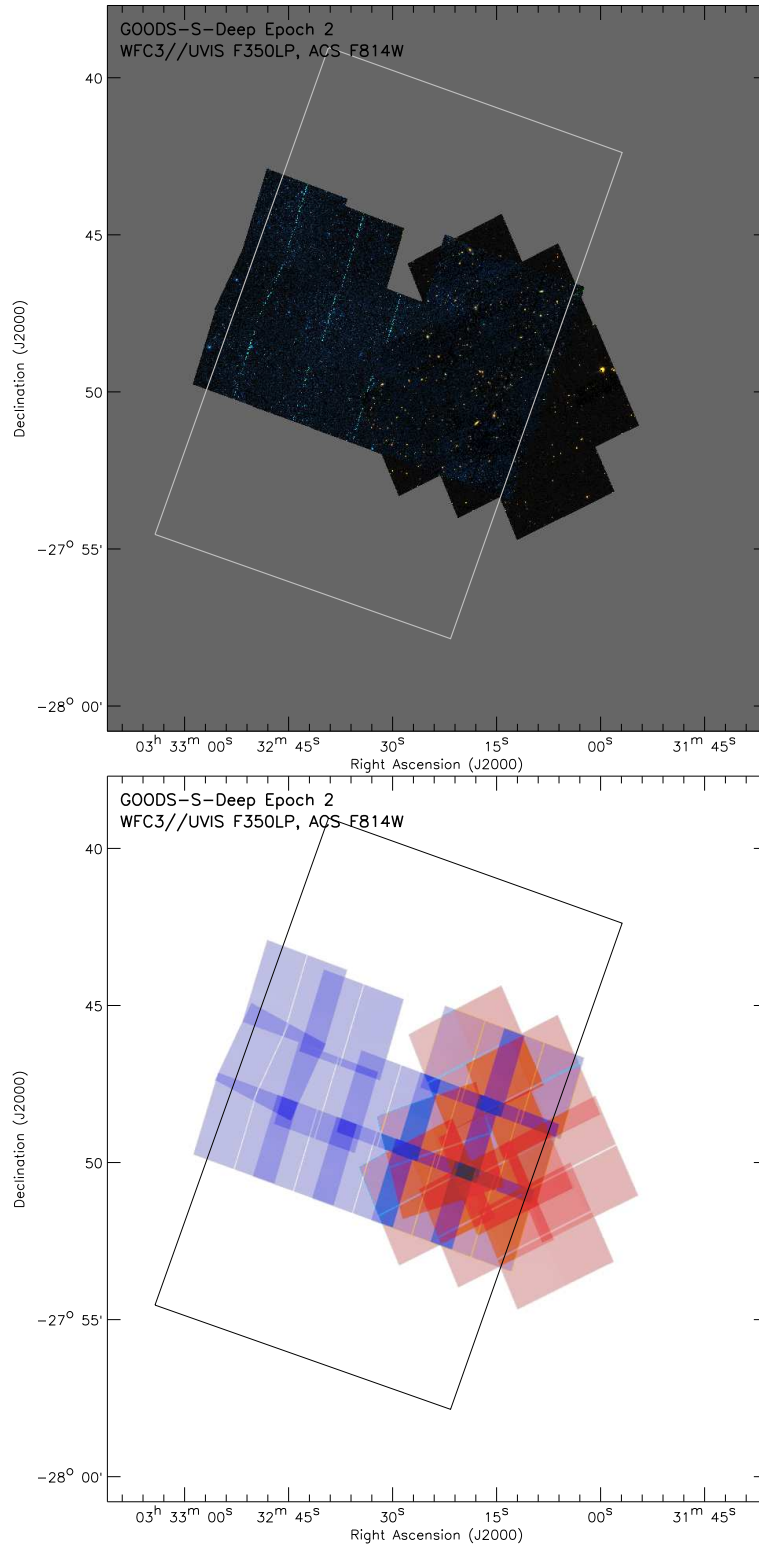 GOODS-S-Deep Epoch 2
WFC3//UVIS F350LP, ACS F814W
40
45
50
-27° 55'
-28° 00'
Declination (J2000)
03h 33m 00s 32m 45s 30s 15s 00s 31m 45s
Right Ascension (J2000)
GOODS-S-Deep Epoch 2
WFC3//UVIS F350LP, ACS F814W
40
45
50
-27° 55'
-28° 00'
Declination (J2000)
03h 33m 00s 32m 45s 30s 15s 00s 31m 45s
Right Ascension (J2000)